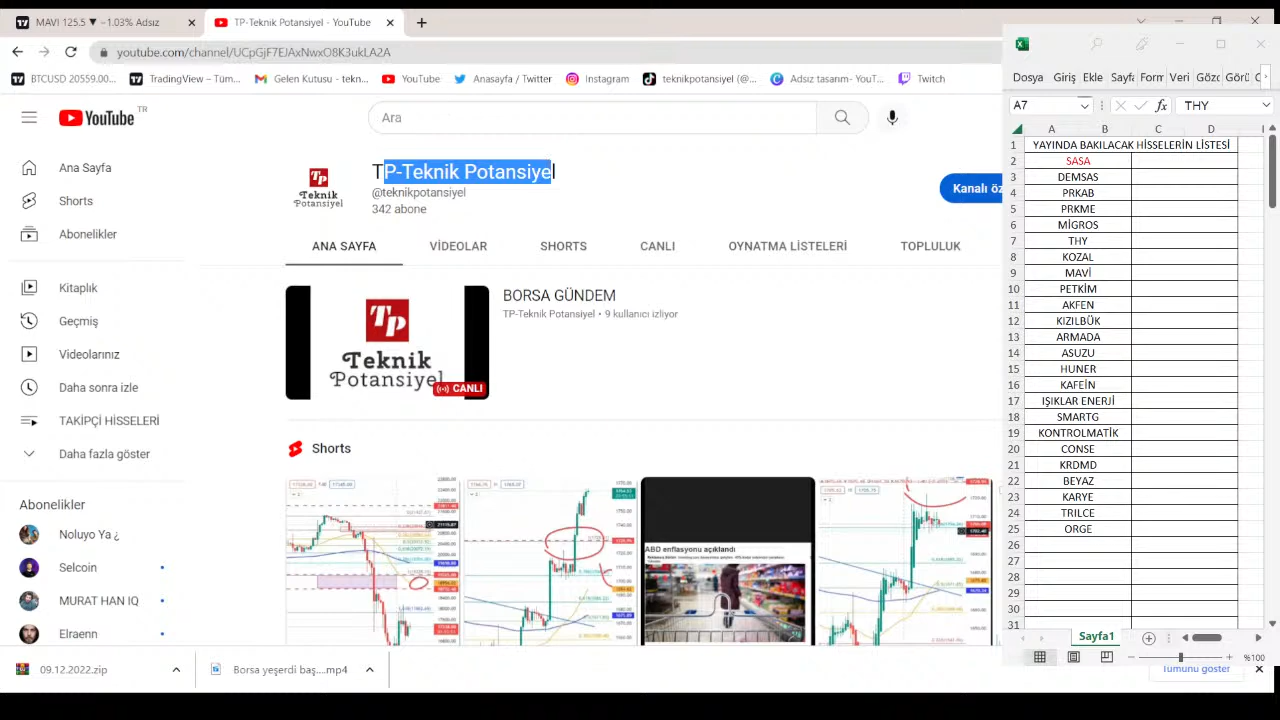 MAVI 125.5 ▼ −1.03% Adsız
TP-Teknik Potansiyel - YouTube
youtube.com/channel/UCpGjF7EJAxNwxO8K3ukLA2A
BTCUSD 20559.00...
TradingView – Tüm...
Gelen Kutusu - tekn...
YouTube
Anasayfa / Twitter
Instagram
teknikpotansiyel (@...
Adsız tasarım- YouT...
Twitch
YouTube TR
Ara
Ana Sayfa
Shorts
Abonelikler
Kitaplık
Geçmiş
Videolarınız
Daha sonra izle
TAKİPÇİ HİSSELERİ
Daha fazla göster
Abonelikler
Noluyo Ya ¿
Selcoin
MURAT HAN IQ
Elraenn
TP
Teknik
Potansiyel
TP-Teknik Potansiyel
@teknikpotansiyel
342 abone
Kanalı öz
ANA SAYFA
VİDEOLAR
SHORTS
CANLI
OYNATMA LİSTELERİ
TOPLULUK
TP
Teknik
Potansiyel
CANLI
BORSA GÜNDEM
TP-Teknik Potansiyel • 9 kullanıcı izliyor
Shorts
ABD enflasyonu açıklandı
09.12.2022.zip
Borsa yeşerdi baş....mp4
Tümünü göster
Dosya Giriş Ekle Sayfa Form Veri Gözc Görü
A7
fx
THY
A B C D
1 YAYINDA BAKILACAK HİSSELERİN LİSTESİ
2 SASA
3 DEMSAS
4 PRKAB
5 PRKME
6 MİGROS
7 THY
8 KOZAL
9 MAVİ
10 PETKİM
11 AKFEN
12 KIZILBÜK
13 ARMADA
14 ASUZU
15 HUNER
16 KAFEİN
17 IŞIKLAR ENERJİ
18 SMARTG
19 KONTROLMATİK
20 CONSE
21 KRDMD
22 BEYAZ
23 KARYE
24 TRILCE
25 ORGE
26
27
28
29
30
31
Sayfa1
%100